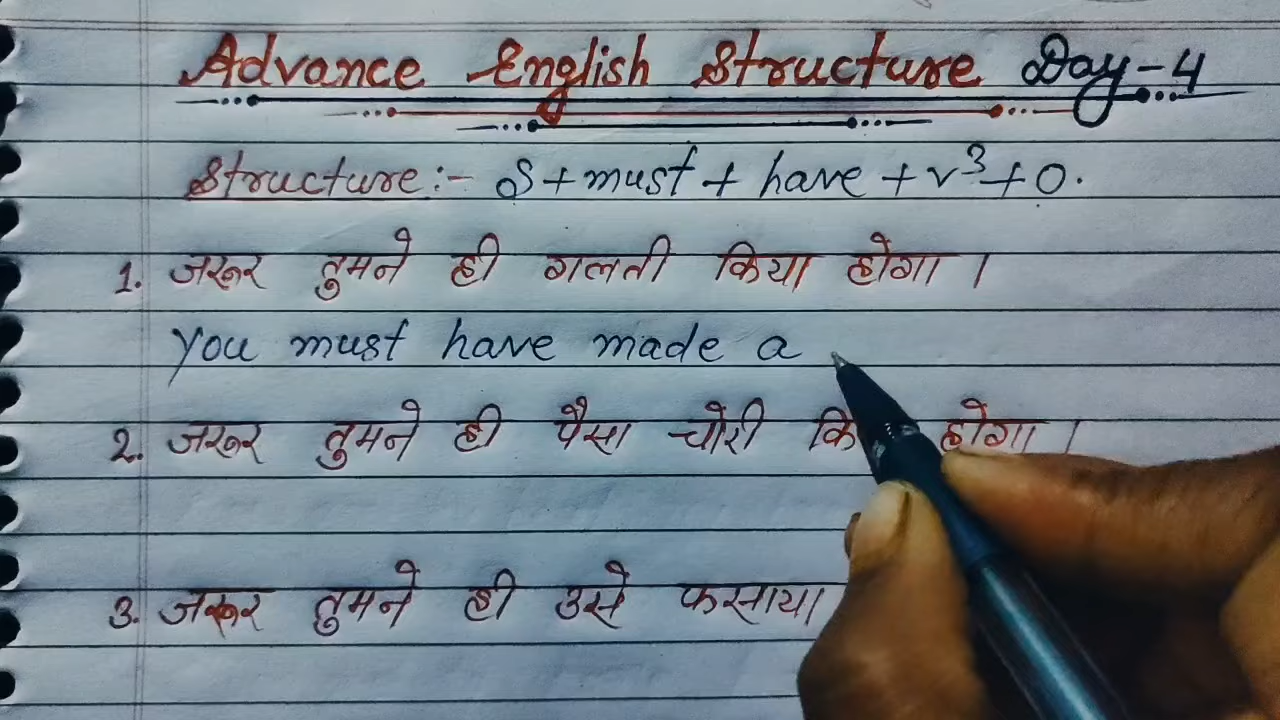 Advance English Structure Day-4
Structure:- S+must + have + v³+o.
1. जरूर तुमने ही गलती किया होगा ।
You must have made a
2. जरूर तुमने ही पैसा चोरी होगा ।
3. जरूर तुमने ही उसे फसाया